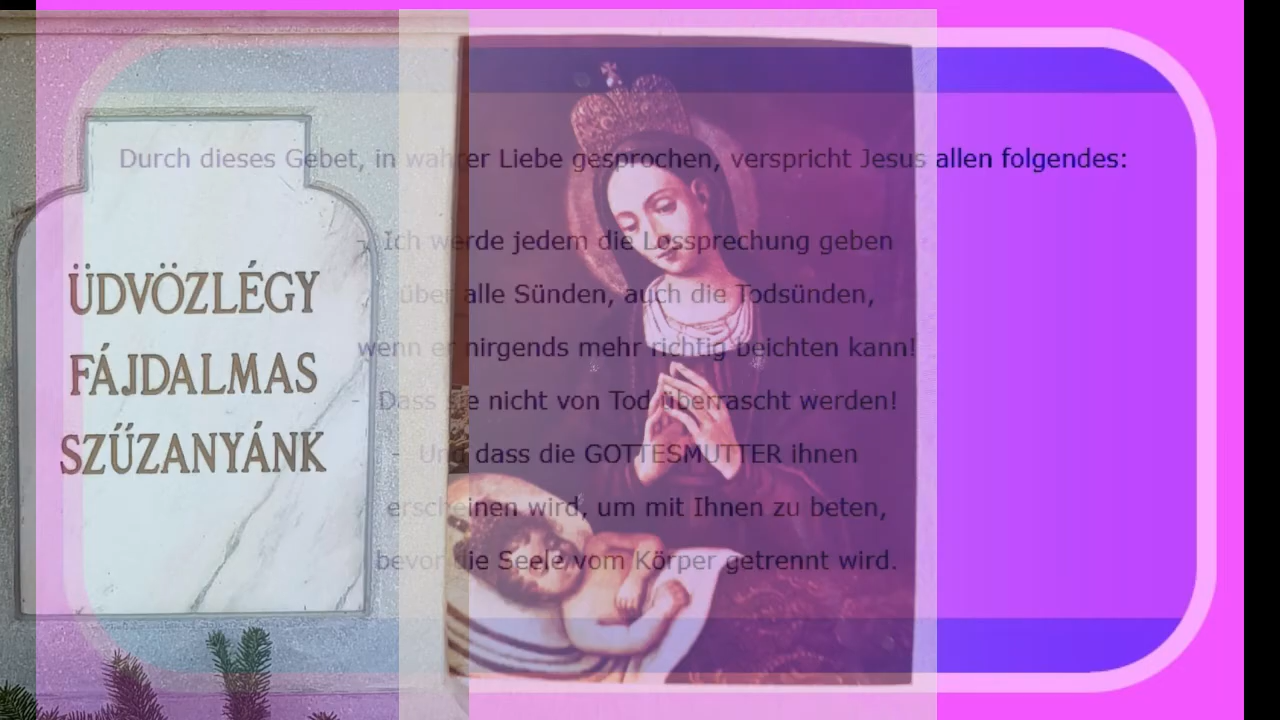 Durch dieses Gebet, in wahrer Liebe gesprochen, verspricht Jesus allen folgendes:
- Ich werde jedem die Lossprechung geben
über alle Sünden, auch die Todsünden,
wenn er nirgends mehr richtig beichten kann!
- Dass sie nicht von Tod überrascht werden!
- Und dass die GOTTESMUTTER ihnen
erscheinen wird, um mit Ihnen zu beten,
bevor die Seele vom Körper getrennt wird.
ÜDVÖZLÉGY
FÁJDALMAS
SZŰZANYÁNK